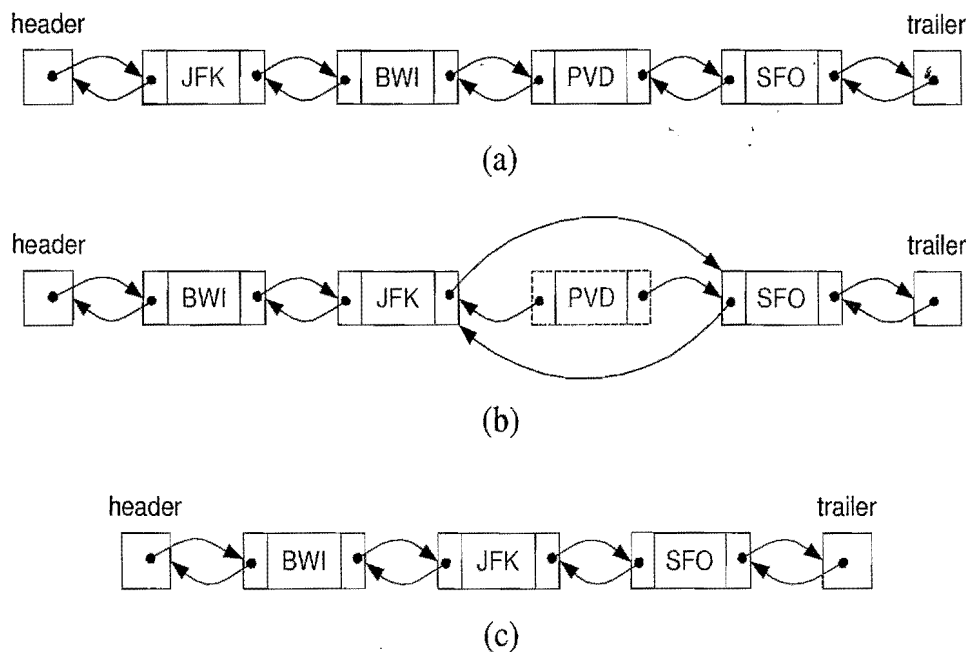 header trailer
JFK BWI PVD SFO
(a)
header trailer
BWI JFK PVD SFO
(b)
header trailer
BWI JFK SFO
(c)